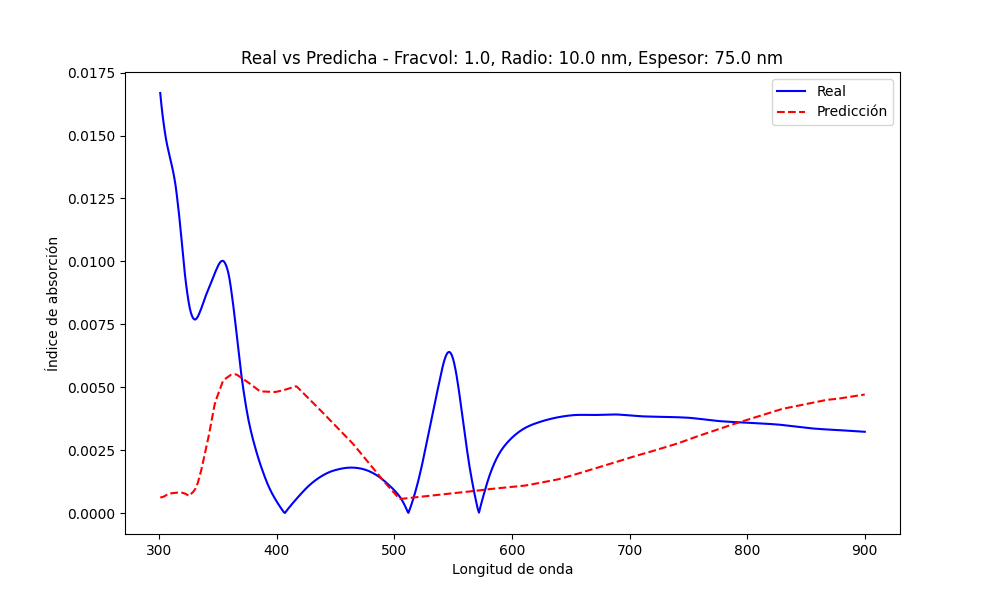 Real vs Predicha - Fracvol: 1.0, Radio: 10.0 nm, Espesor: 75.0 nm
Real
Predicción
Índice de absorción
0.0175
0.0150
0.0125
0.0100
0.0075
0.0050
0.0025
0.0000
300 400 500 600 700 800 900
Longitud de onda